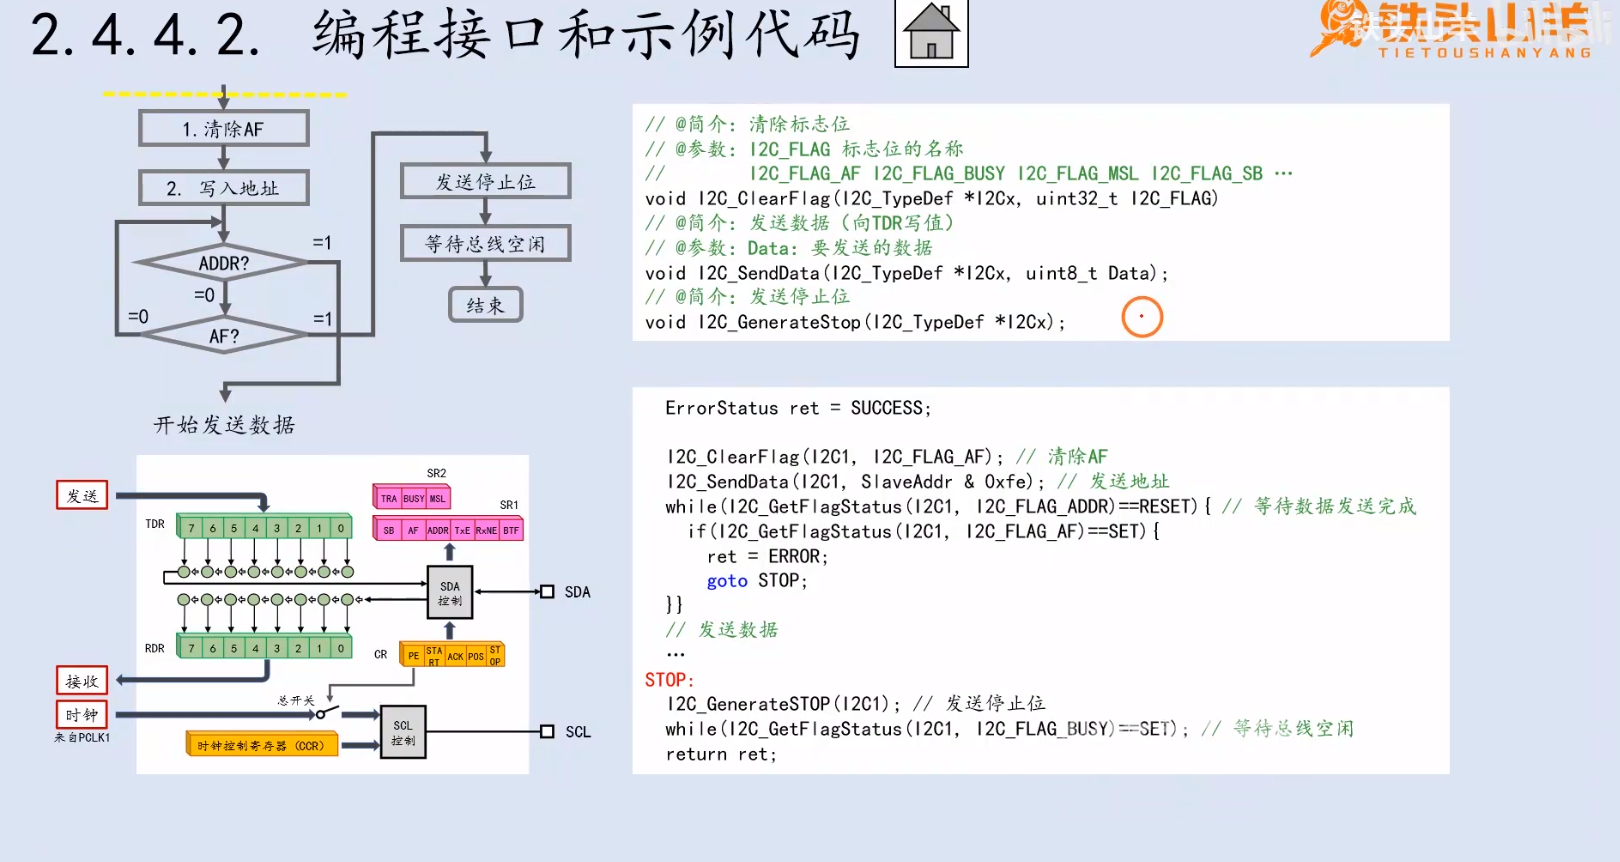 2.4.4.2. 编程接口和示例代码
铁头山羊
TIETOUSHANYANG
1.清除AF
2. 写入地址
ADDR?
=1
=0
AF?
=0
=1
开始发送数据
发送停止位
等待总线空闲
结束
// @简介: 清除标志位
// @参数: I2C_FLAG 标志位的名称
// I2C_FLAG_AF I2C_FLAG_BUSY I2C_FLAG_MSL I2C_FLAG_SB …
void I2C_ClearFlag(I2C_TypeDef *I2Cx, uint32_t I2C_FLAG)
// @简介: 发送数据（向TDR写值）
// @参数: Data: 要发送的数据
void I2C_SendData(I2C_TypeDef *I2Cx, uint8_t Data);
// @简介: 发送停止位
void I2C_GenerateStop(I2C_TypeDef *I2Cx);
ErrorStatus ret = SUCCESS;
I2C_ClearFlag(I2C1, I2C_FLAG_AF); // 清除AF
I2C_SendData(I2C1, SlaveAddr & 0xfe); // 发送地址
while(I2C_GetFlagStatus(I2C1, I2C_FLAG_ADDR)==RESET){ // 等待数据发送完成
if(I2C_GetFlagStatus(I2C1, I2C_FLAG_AF)==SET){
ret = ERROR;
goto STOP;
}}
// 发送数据
…
STOP:
I2C_GenerateSTOP(I2C1); // 发送停止位
while(I2C_GetFlagStatus(I2C1, I2C_FLAG_BUSY)==SET); // 等待总线空闲
return ret;
发送
TDR
7 6 5 4 3 2 1 0
SR2
TRA BUSY MSL
SR1
SB AF ADDR TxE RxNE BTF
SDA
控制
SDA
RDR
7 6 5 4 3 2 1 0
CR
PE START ACK POS STOP
接收
时钟
来自PCLK1
总开关
时钟控制寄存器（CCR）
SCL
控制
SCL